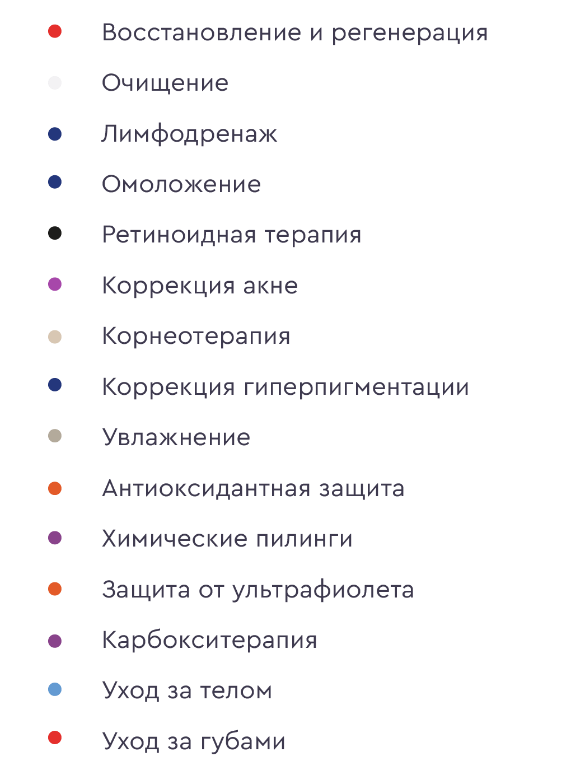 Восстановление и регенерация
Очищение
Лимфодренаж
Омоложение
Ретиноидная терапия
Коррекция акне
Корнеотерапия
Коррекция гиперпигментации
Увлажнение
Антиоксидантная защита
Химические пилинги
Защита от ультрафиолета
Карбокситерапия
Уход за телом
Уход за губами